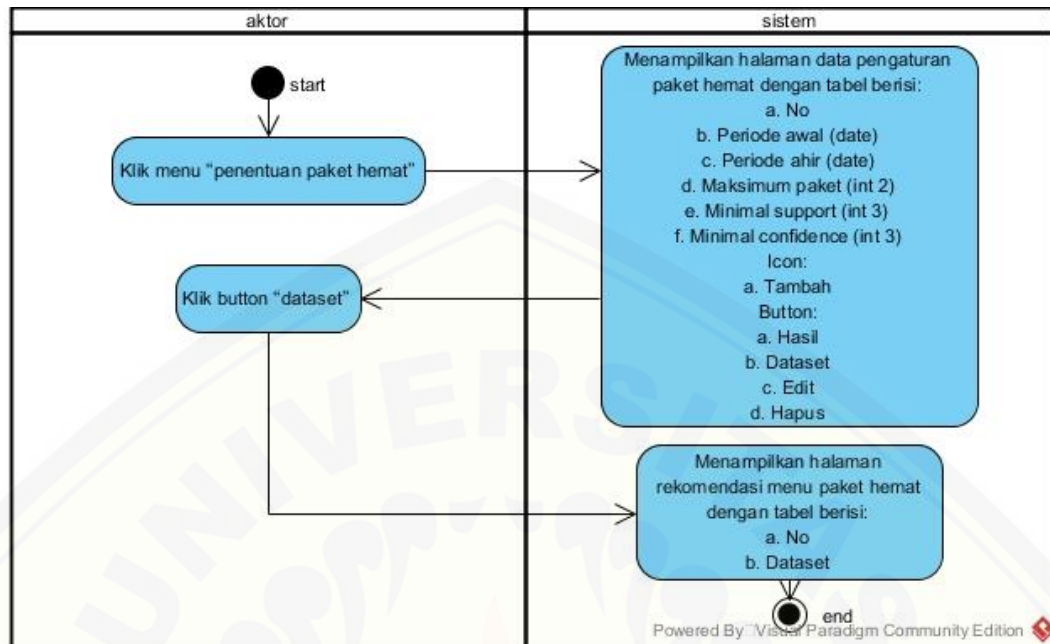 aktor
sistem
start
Klik menu "penentuan paket hemat"
Menampilkan halaman data pengaturan
paket hemat dengan tabel berisi:
a. No
b. Periode awal (date)
c. Periode ahir (date)
d. Maksimum paket (int 2)
e. Minimal support (int 3)
f. Minimal confidence (int 3)
Icon:
a. Tambah
Button:
a. Hasil
b. Dataset
c. Edit
d. Hapus
Klik button "dataset"
Menampilkan halaman
rekomendasi menu paket hemat
dengan tabel berisi:
a. No
b. Dataset
end
Powered By Visual Paradigm Community Edition
UNIVERSITA